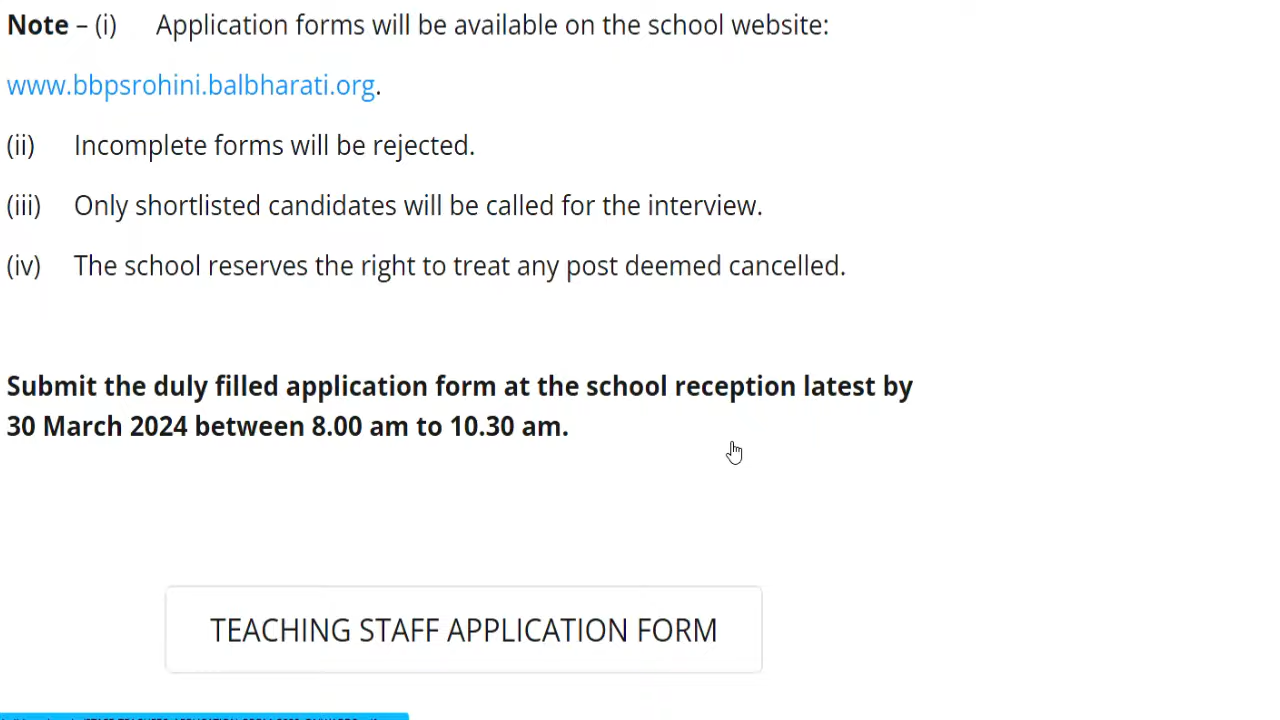 Note – (i) Application forms will be available on the school website:
www.bbpsrohini.balbharati.org.
(ii) Incomplete forms will be rejected.
(iii) Only shortlisted candidates will be called for the interview.
(iv) The school reserves the right to treat any post deemed cancelled.
Submit the duly filled application form at the school reception latest by
30 March 2024 between 8.00 am to 10.30 am.
TEACHING STAFF APPLICATION FORM